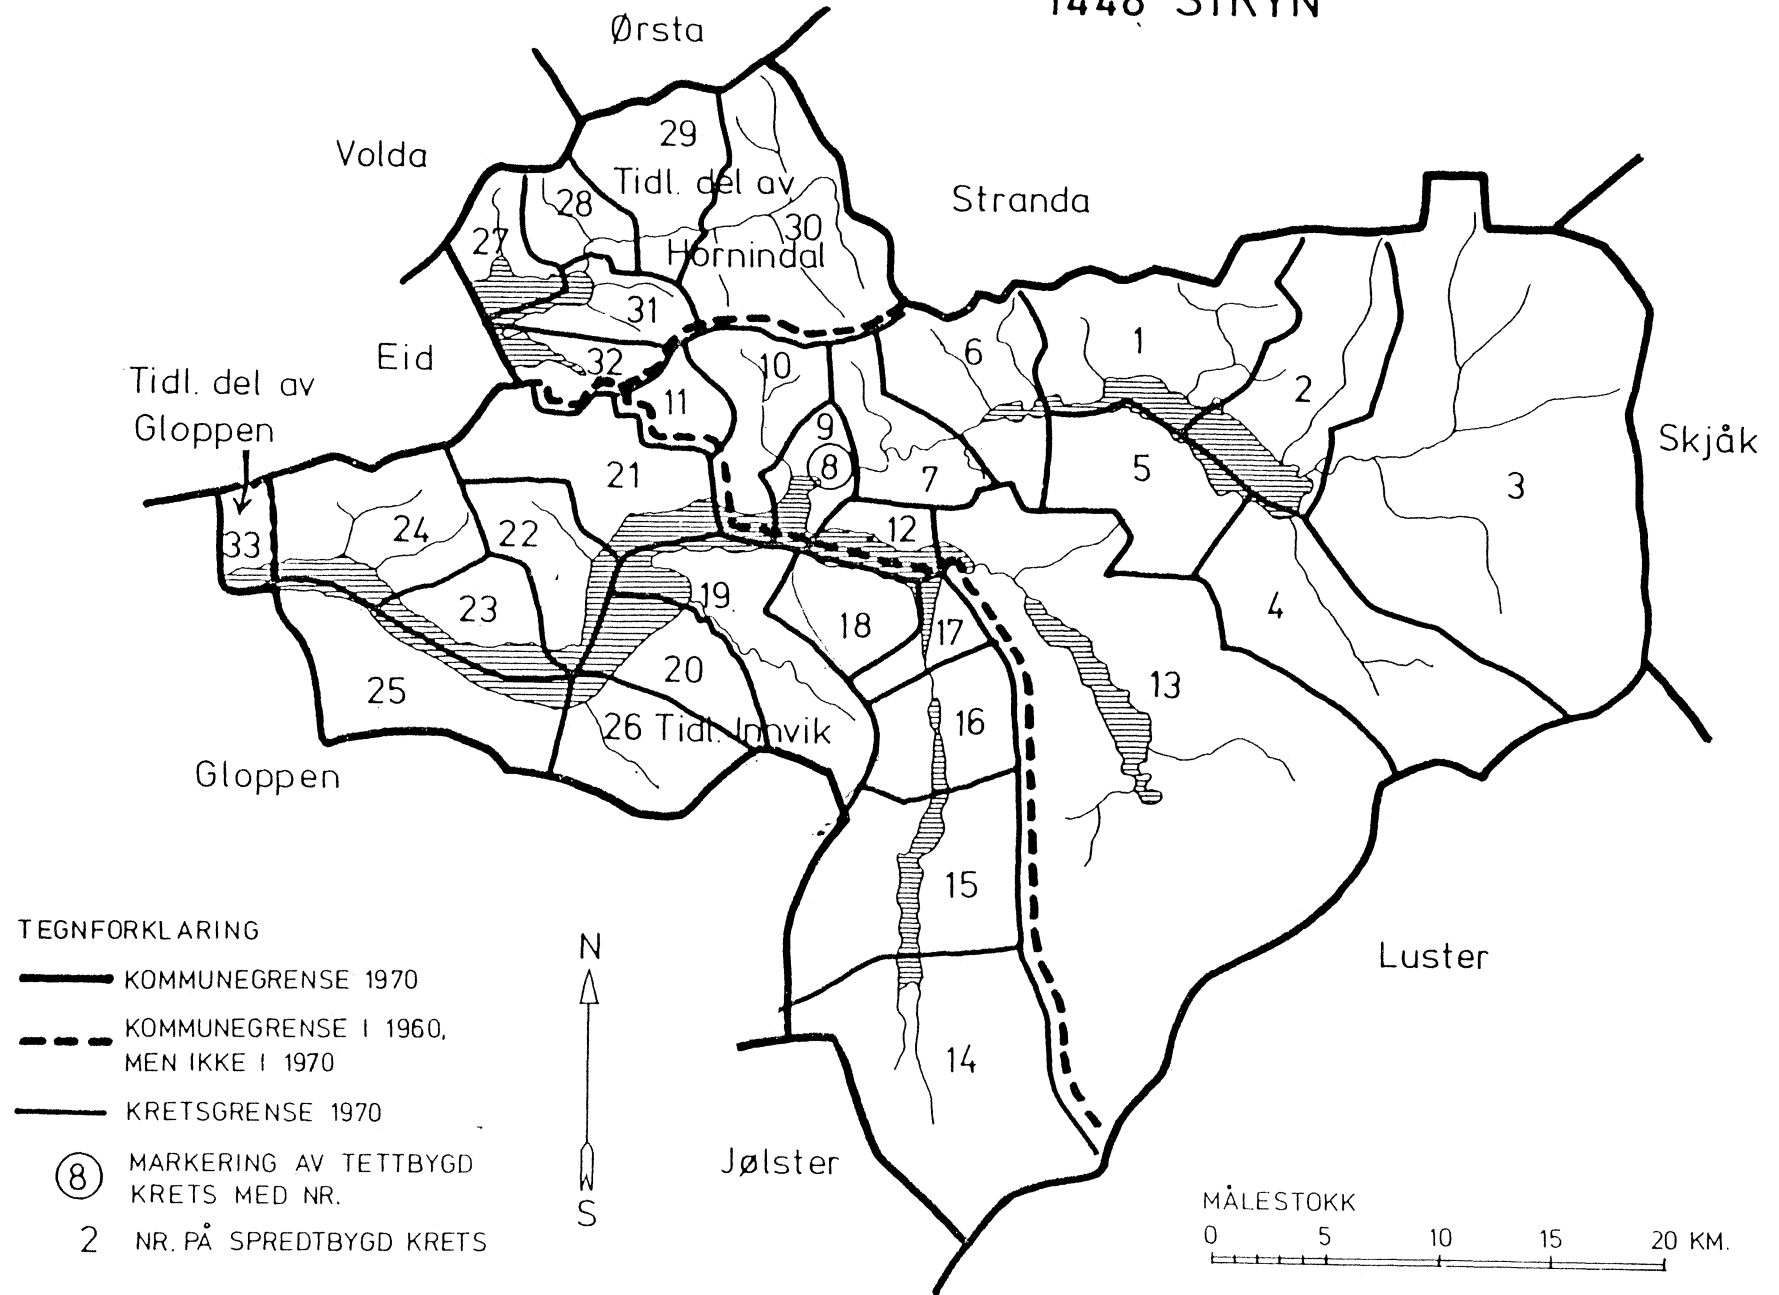 1448 STRYN
Ørsta
Volda
29
Tidl. del av
28
Stranda
27
30
Hornindal
31
Eid
32
10
6
1
2
Tidl. del av
Gloppen
11
9
8
21
7
5
3
Skjåk
33
24
22
12
23
19
18
17
4
25
20
13
26 Tidl. Innvik
16
Gloppen
15
Luster
14
Jølster
TEGNFORKLARING
KOMMUNEGRENSE 1970
KOMMUNEGRENSE I 1960,
MEN IKKE I 1970
KRETSGRENSE 1970
8 MARKERING AV TETTBYGD
KRETS MED NR.
2 NR. PÅ SPREDTBYGD KRETS
N
S
MÅLESTOKK
0 5 10 15 20 KM.